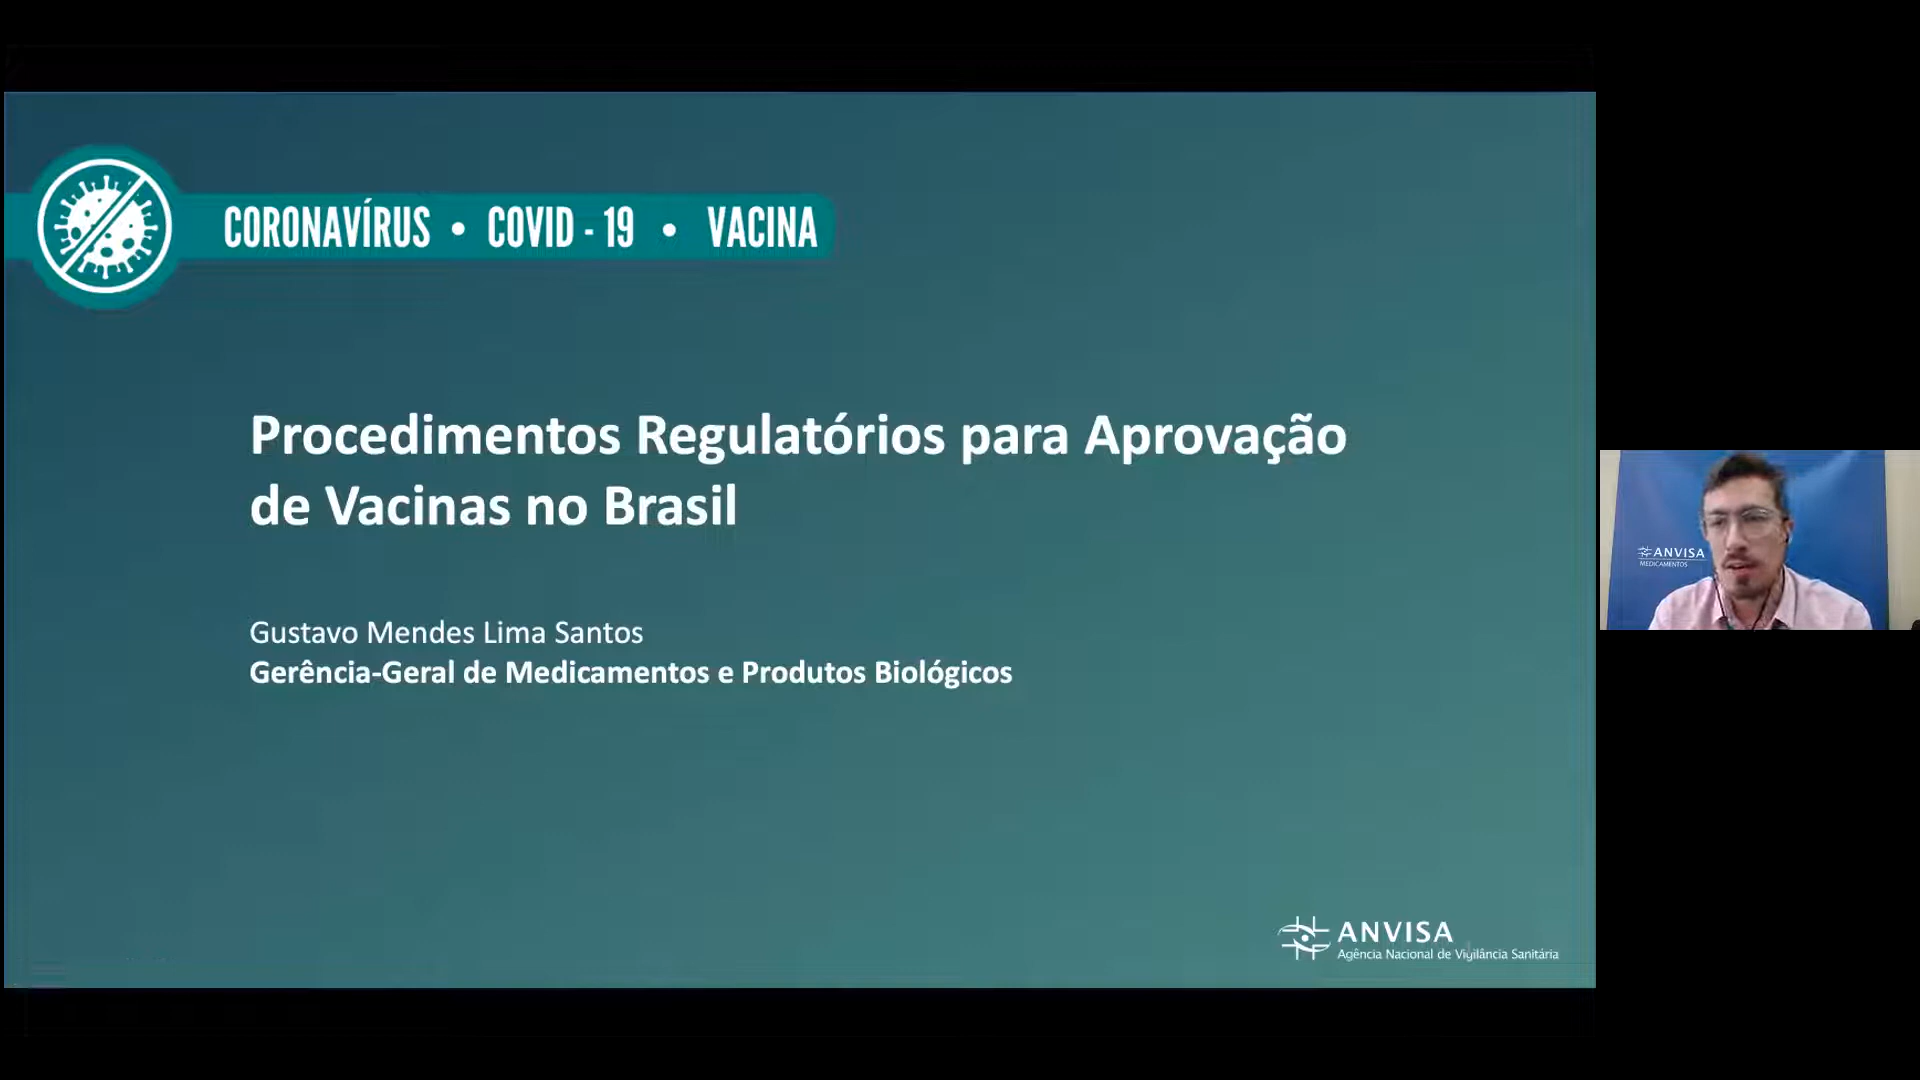 CORONAVÍRUS • COVID - 19 • VACINA
Procedimentos Regulatórios para Aprovação
de Vacinas no Brasil
Gustavo Mendes Lima Santos
Gerência-Geral de Medicamentos e Produtos Biológicos
ANVISA
MEDICAMENTOS
ANVISA
Agência Nacional de Vigilância Sanitária